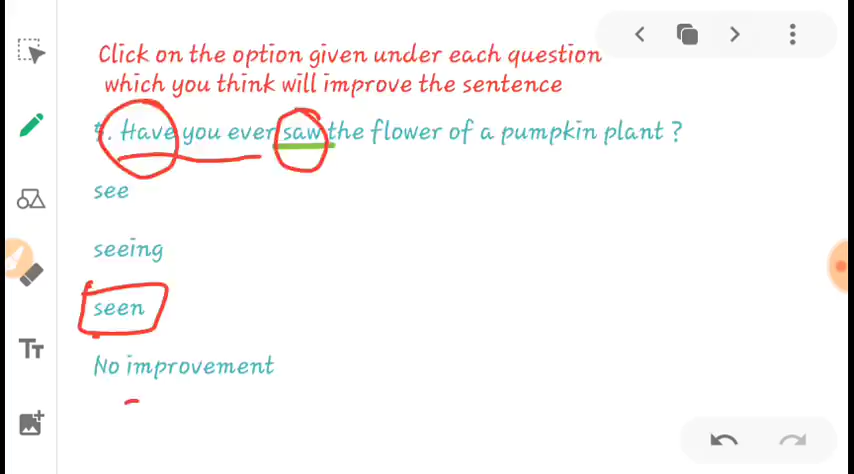 Click on the option given under each question
which you think will improve the sentence
. Have you ever saw the flower of a pumpkin plant ?
see
seeing
seen
No improvement
TT